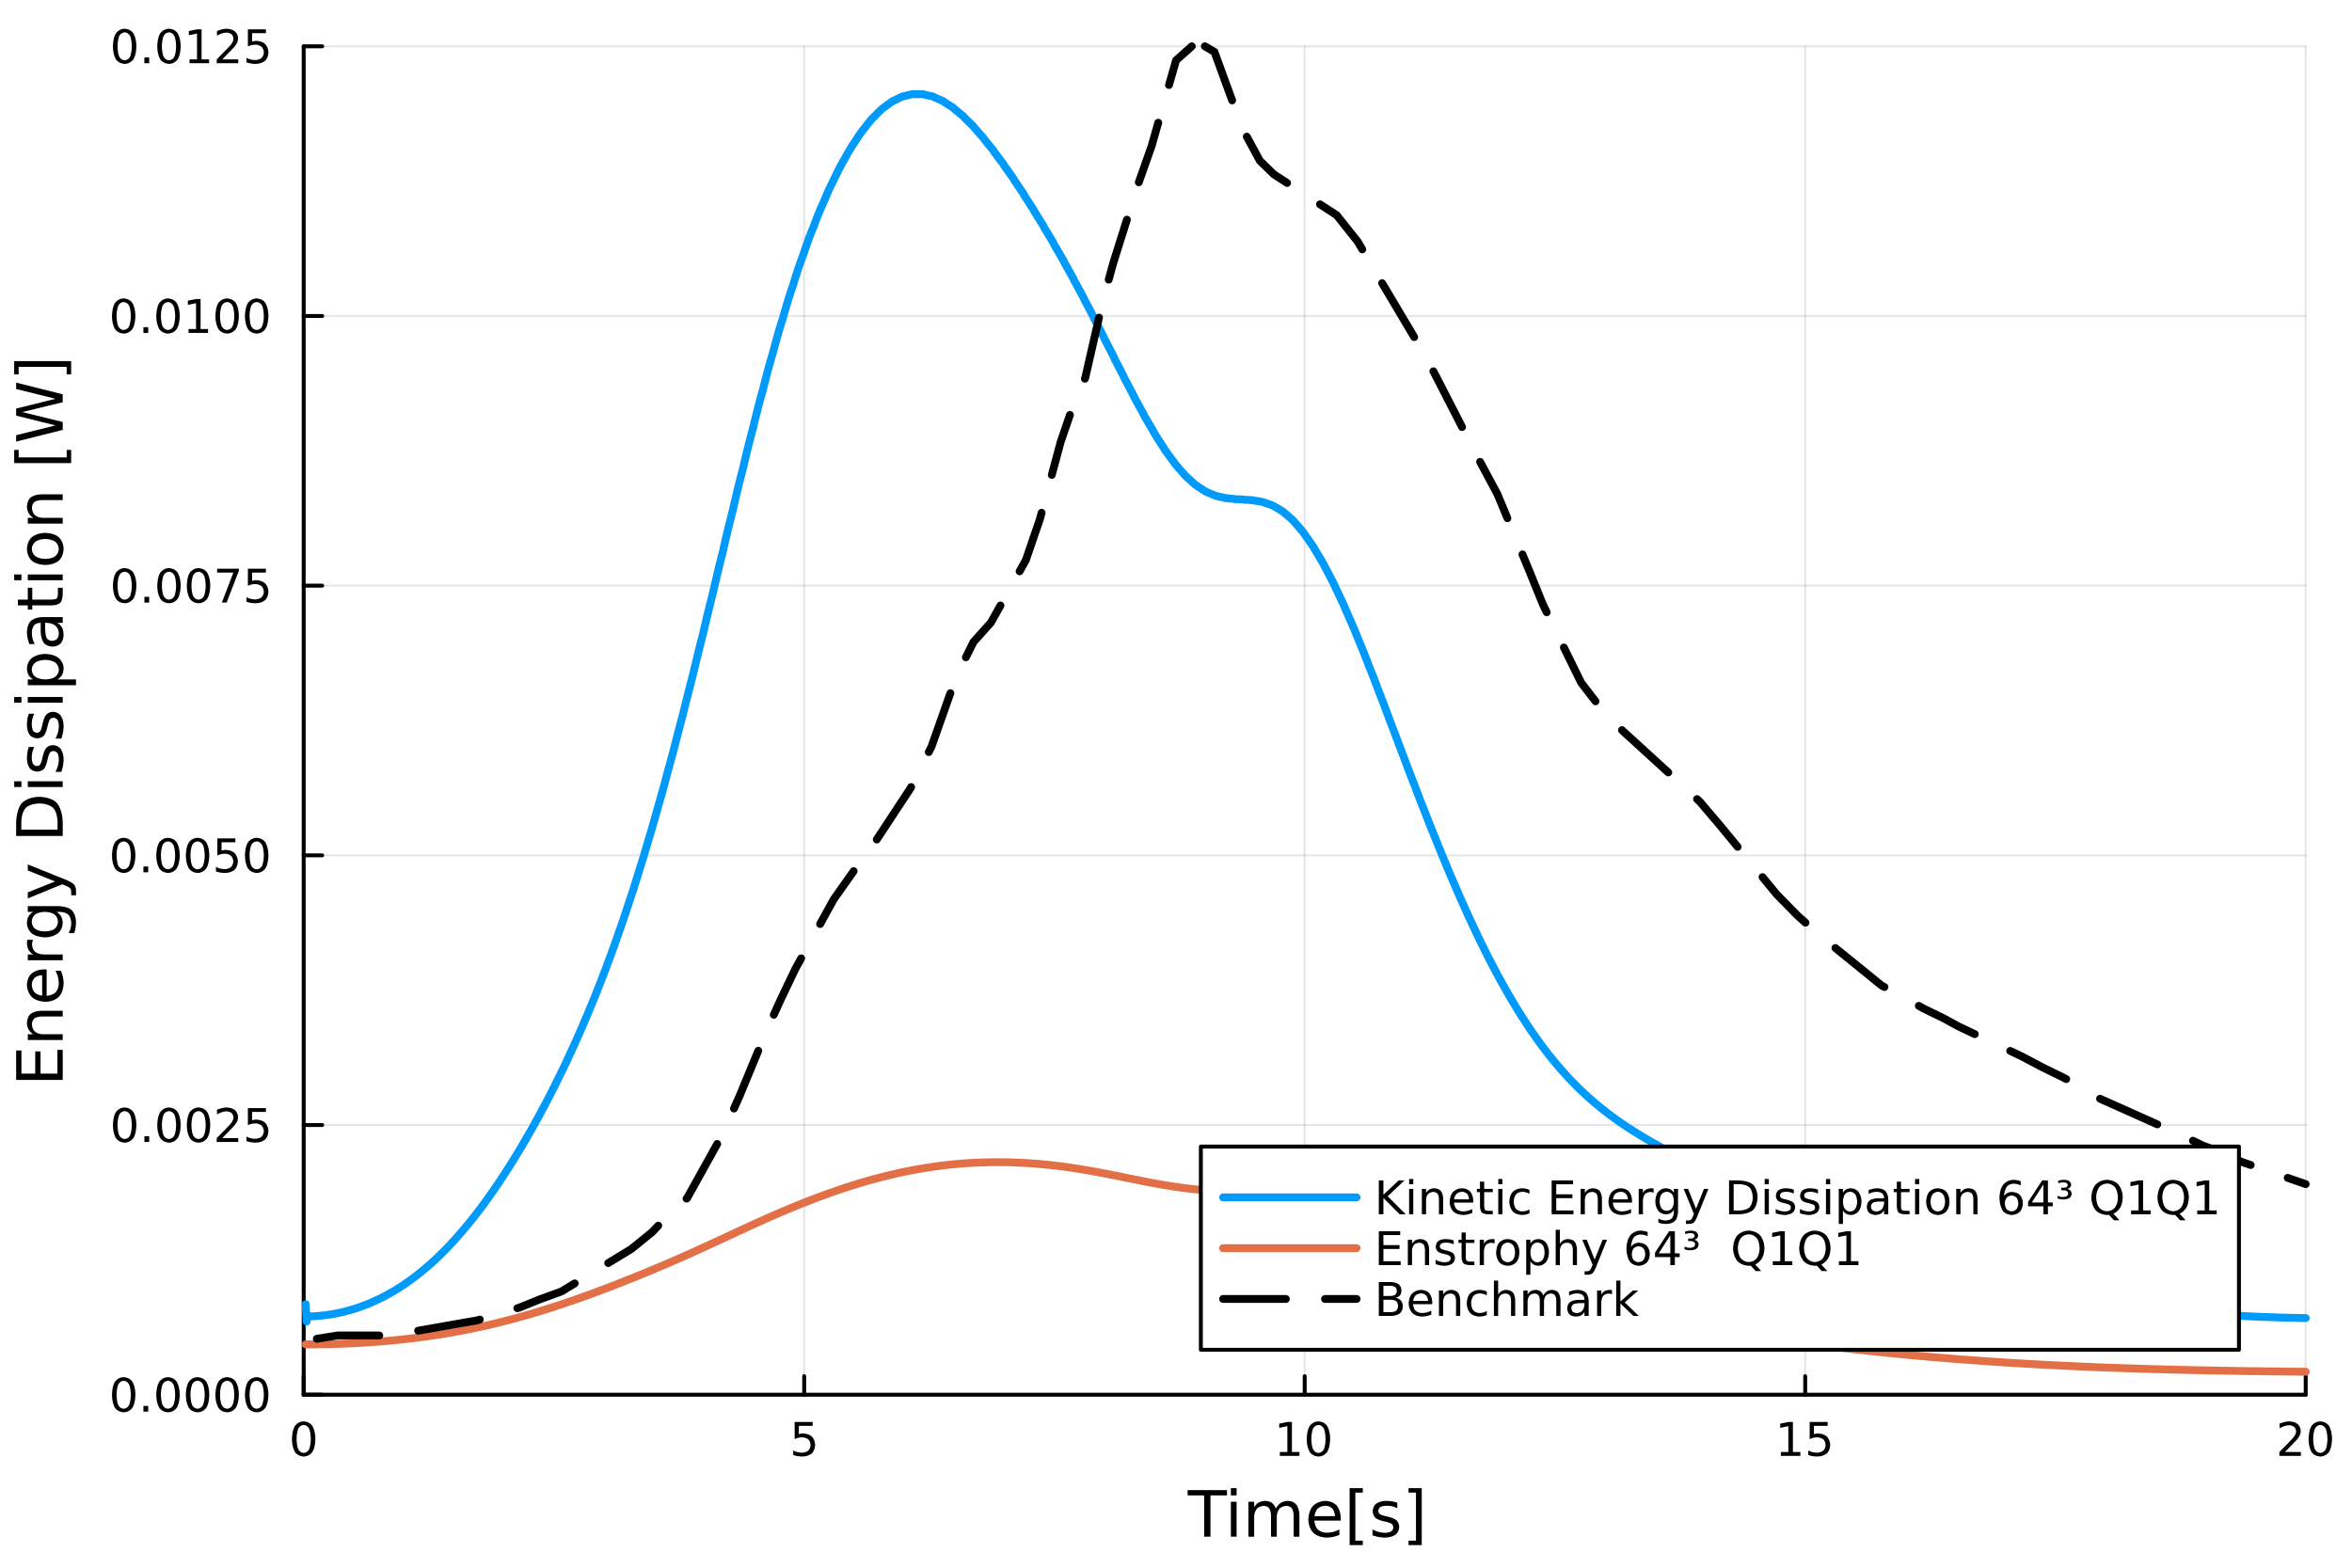 Energy Dissipation [W]
0.0125
0.0100
0.0075
0.0050
0.0025
0.0000
0
5
10
15
20
Time[s]
Kinetic Energy Dissipation 64³ Q1Q1
Enstrophy 64³ Q1Q1
Benchmark